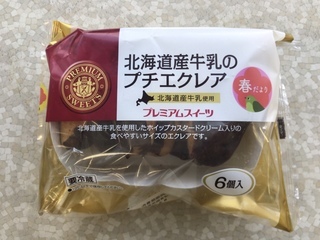 PREMIUM
SWEETS
北海道産牛乳の
プチエクレア
北海道産牛乳使用
春だより
プレミアムスイーツ
北海道産牛乳を使用したホイップカスタードクリーム入りの
食べやすいサイズのエクレアです。
要冷蔵
6個入